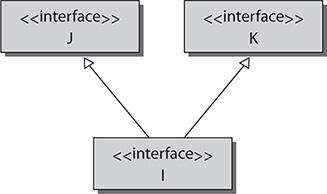 <<interface>>
J
<<interface>>
K
<<interface>>
I